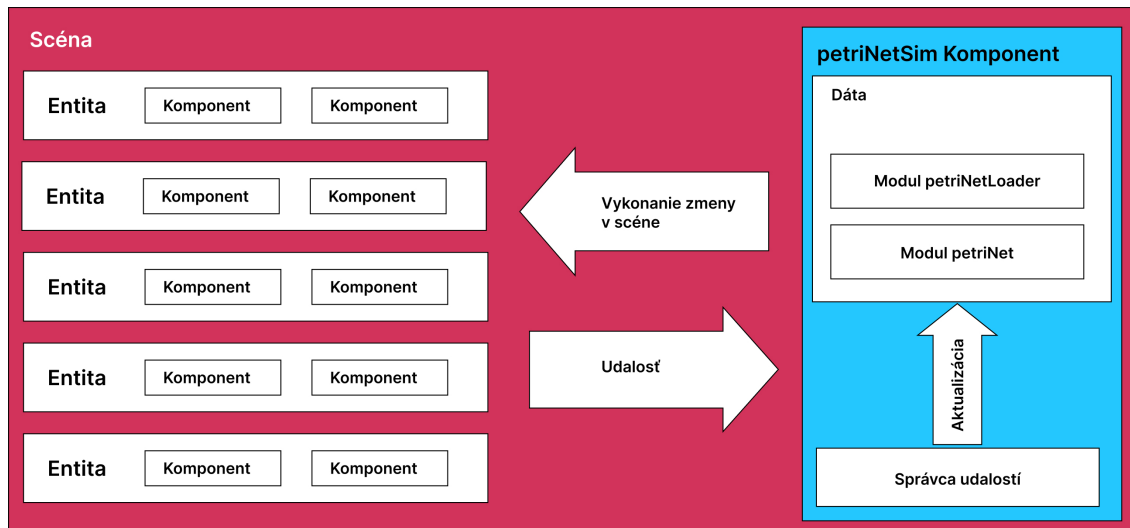 Scéna
Entita
Komponent
Komponent
Entita
Komponent
Komponent
Entita
Komponent
Komponent
Entita
Komponent
Komponent
Entita
Komponent
Komponent
Vykonanie zmeny
v scéne
Udalosť
petriNetSim Komponent
Dáta
Modul petriNetLoader
Modul petriNet
Aktualizácia
Správca udalostí